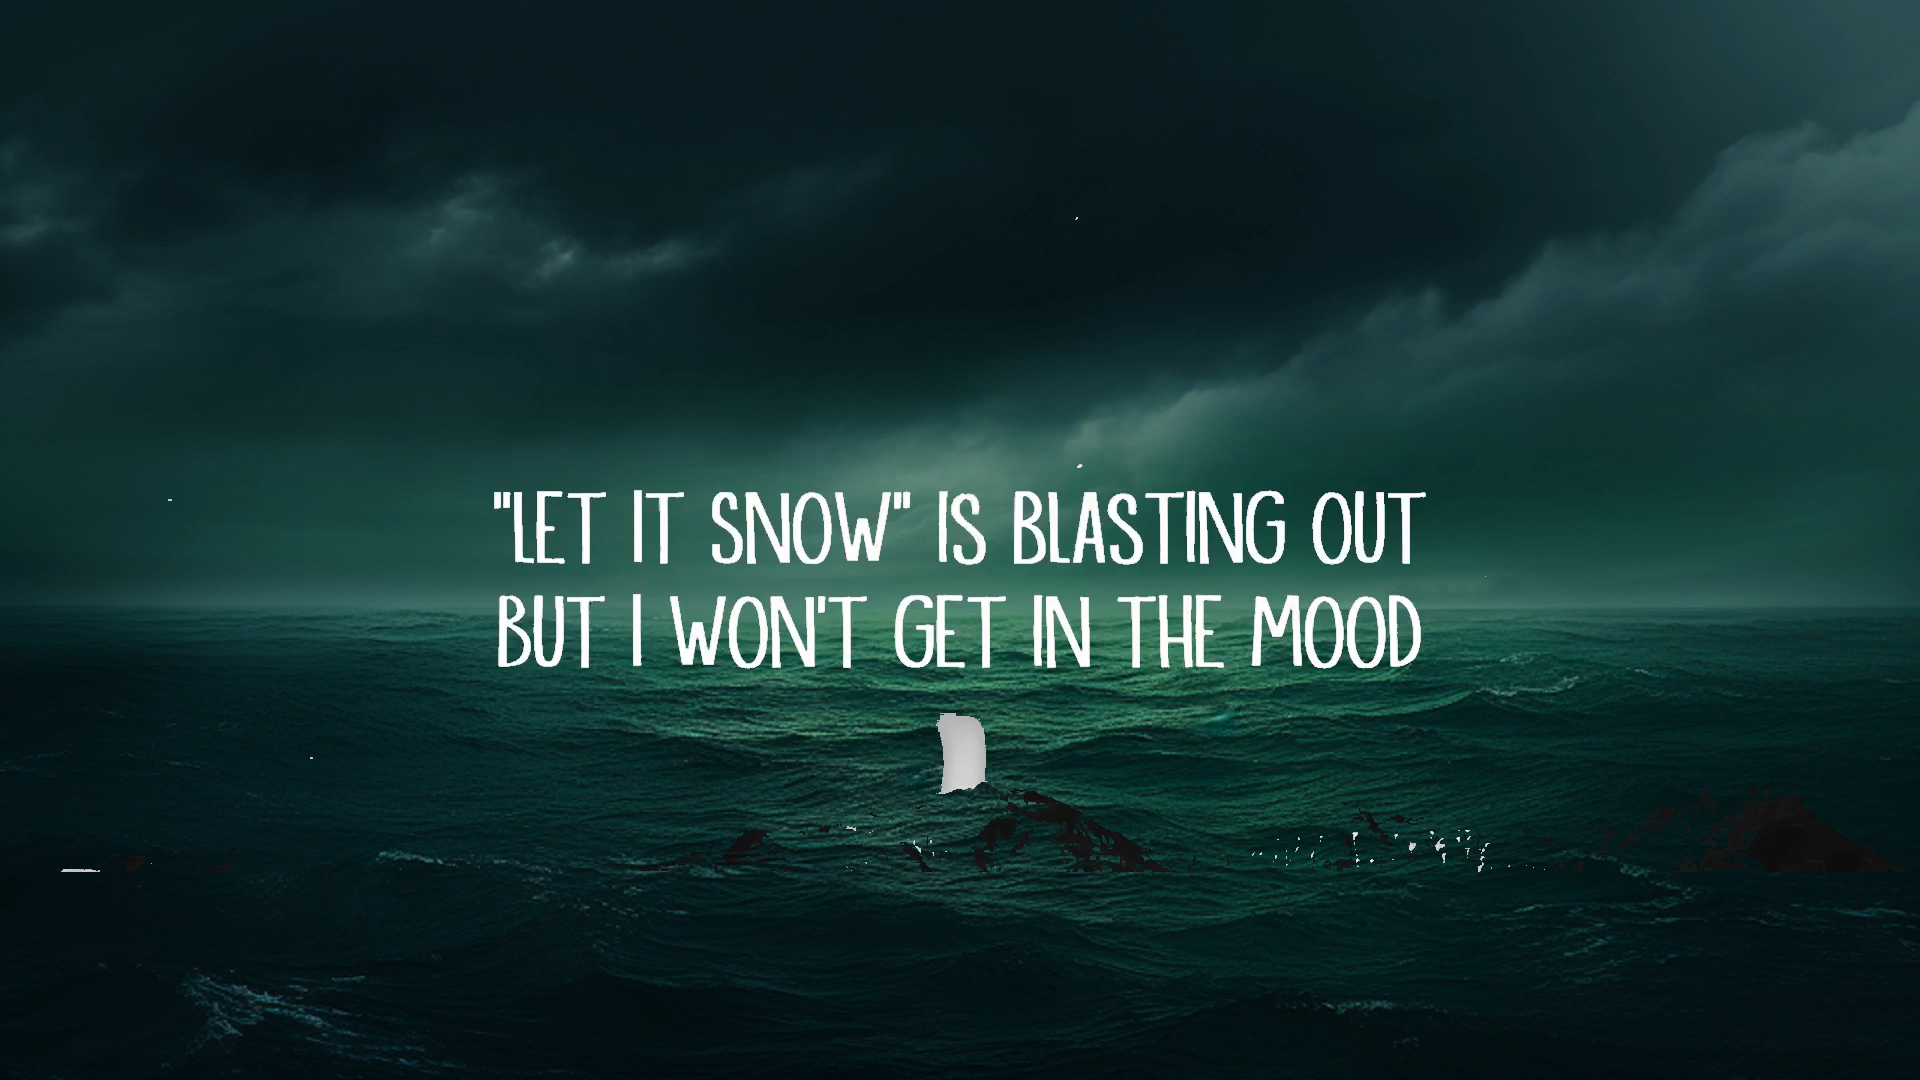 "LET IT SNOW" IS BLASTING OUT
BUT I WON'T GET IN THE MOOD